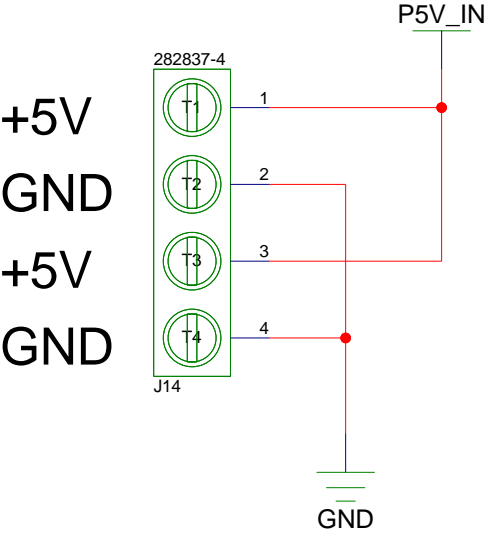 P5V_IN
282837-4
+5V
T1
1
GND
T2
2
+5V
T3
3
GND
T4
4
J14
GND